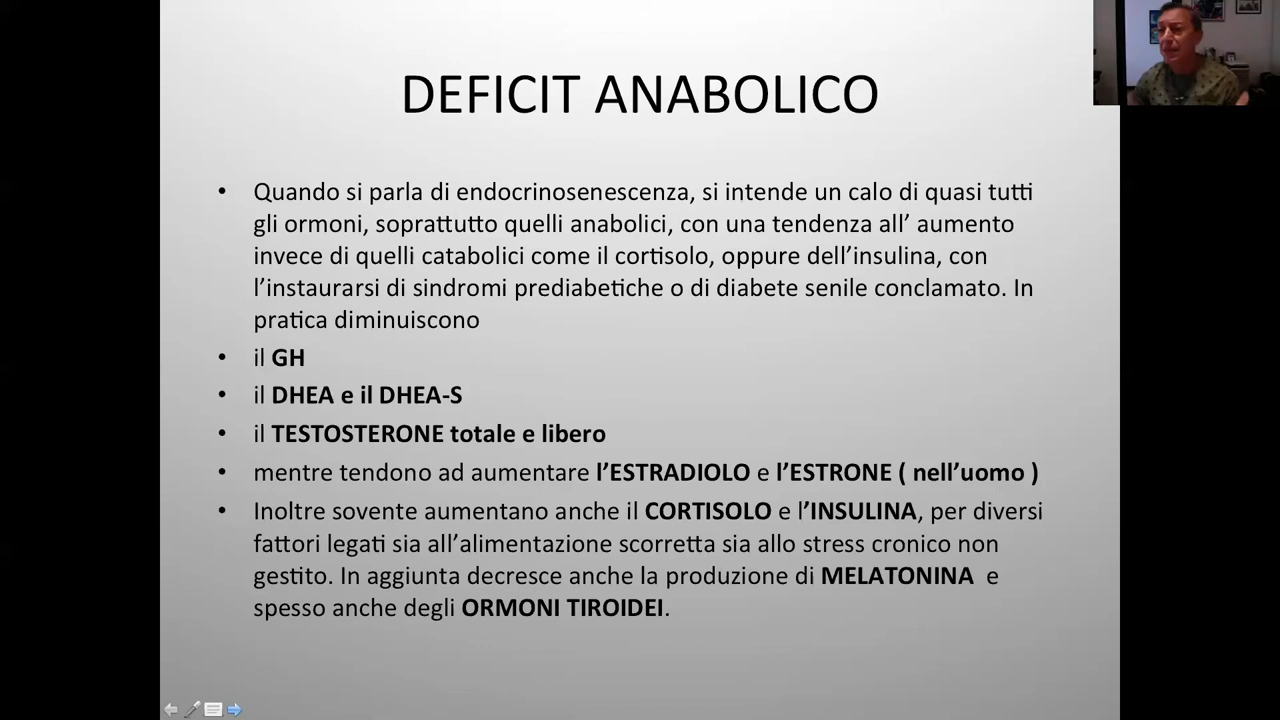 DEFICIT ANABOLICO
• Quando si parla di endocrinosenescenza, si intende un calo di quasi tutti
gli ormoni, soprattutto quelli anabolici, con una tendenza all’ aumento
invece di quelli catabolici come il cortisolo, oppure dell’insulina, con
l’instaurarsi di sindromi prediabetiche o di diabete senile conclamato. In
pratica diminuiscono
• il GH
• il DHEA e il DHEA-S
• il TESTOSTERONE totale e libero
• mentre tendono ad aumentare l’ESTRADIOLO e l’ESTRONE ( nell’uomo )
• Inoltre sovente aumentano anche il CORTISOLO e l’INSULINA, per diversi
fattori legati sia all’alimentazione scorretta sia allo stress cronico non
gestito. In aggiunta decresce anche la produzione di MELATONINA e
spesso anche degli ORMONI TIROIDEI.